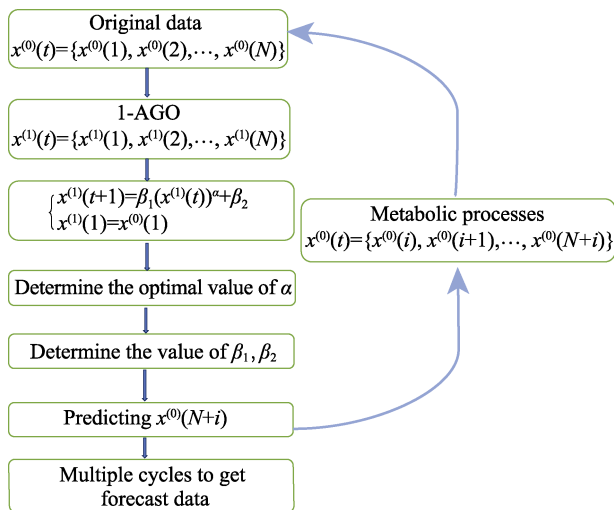 Original data
x⁽⁰⁾(t)={x⁽⁰⁾(1), x⁽⁰⁾(2),…, x⁽⁰⁾(N)}
1-AGO
x⁽¹⁾(t)={x⁽¹⁾(1), x⁽¹⁾(2),…, x⁽¹⁾(N)}
x⁽¹⁾(t+1)=β₁(x⁽¹⁾(t))ᵅ+β₂
x⁽¹⁾(1)=x⁽⁰⁾(1)
Determine the optimal value of α
Determine the value of β₁, β₂
Predicting x⁽⁰⁾(N+i)
Multiple cycles to get
forecast data
Metabolic processes
x⁽⁰⁾(t)={x⁽⁰⁾(i), x⁽⁰⁾(i+1),…, x⁽⁰⁾(N+i)}